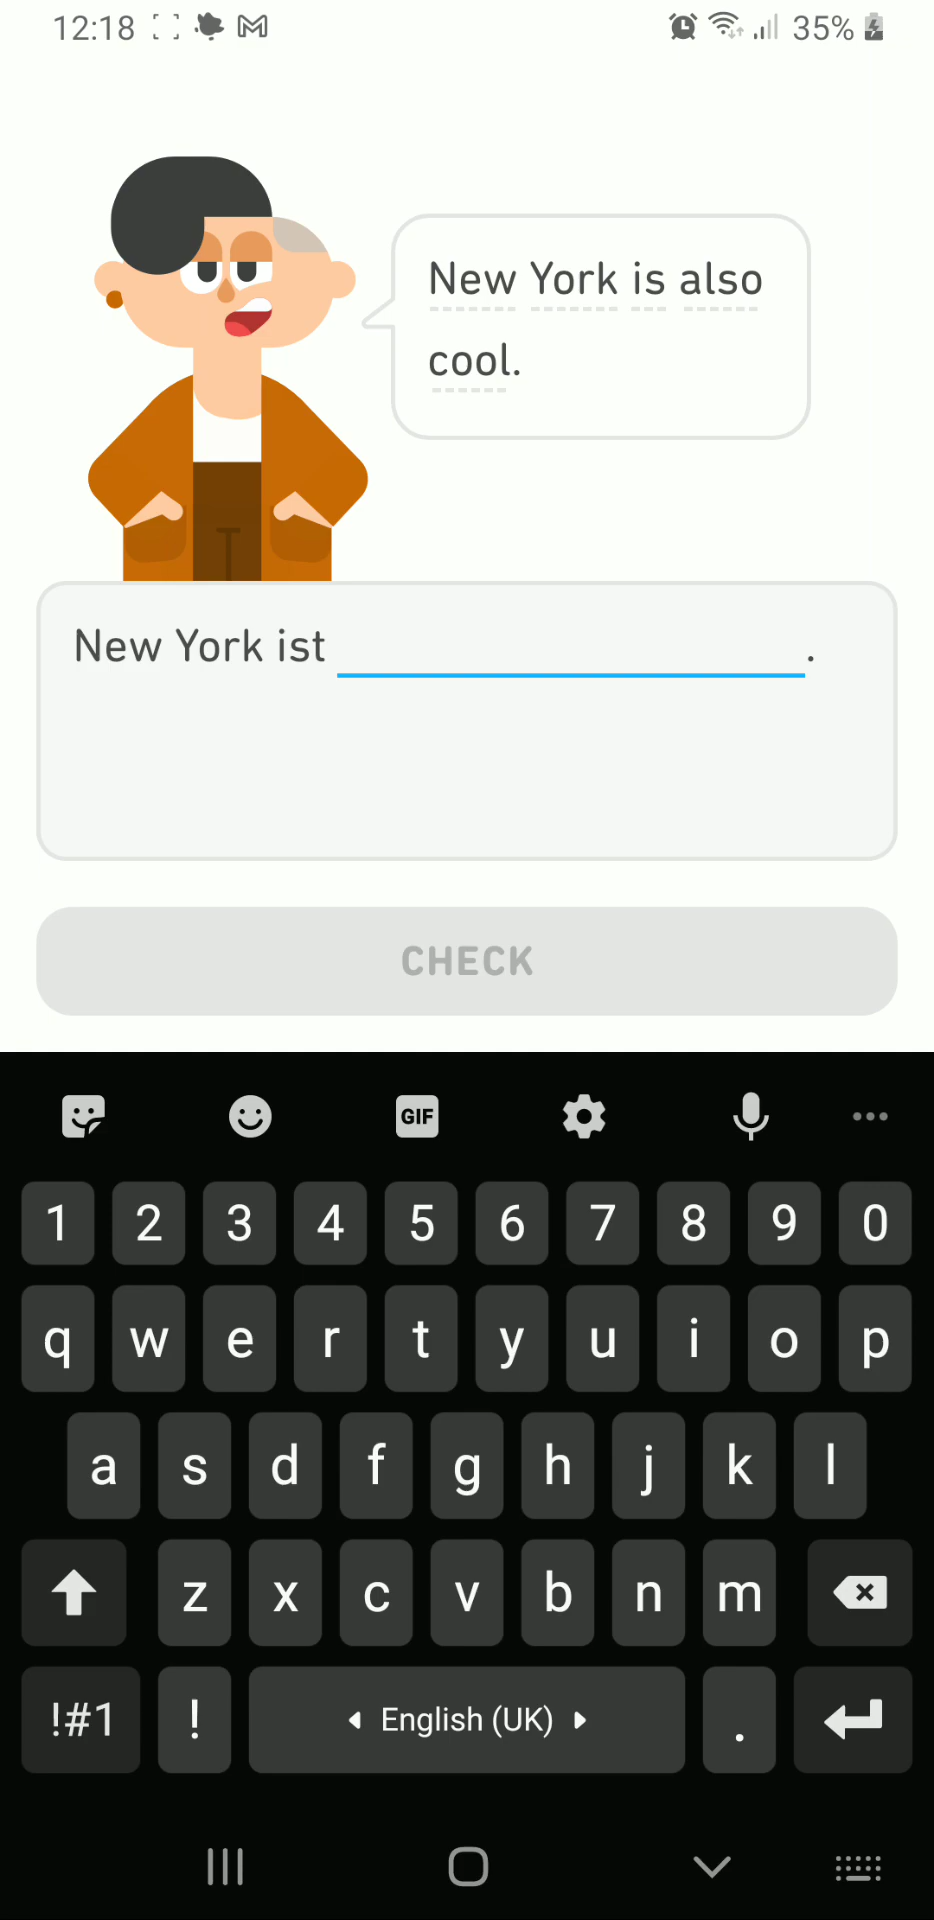 12:18 35%
New York is also
cool.
New York ist .
CHECK
GIF
1 2 3 4 5 6 7 8 9 0
q w e r t y u i o p
a s d f g h j k l
z x c v b n m
!#1 ! English (UK) .